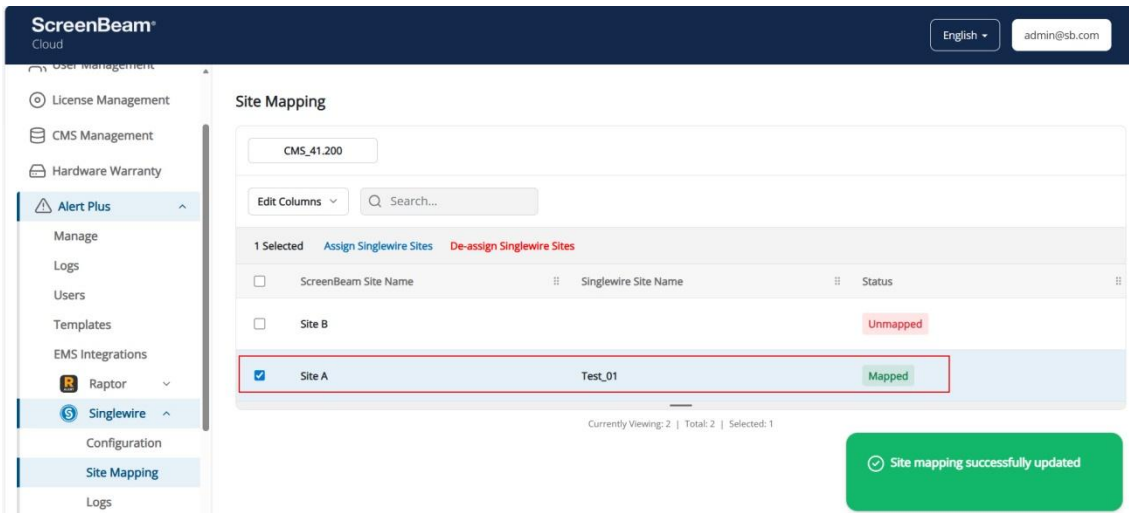 ScreenBeam®
Cloud
English
admin@sb.com
User Management
License Management
CMS Management
Hardware Warranty
Alert Plus
Manage
Logs
Users
Templates
EMS Integrations
Raptor
Singlewire
Configuration
Site Mapping
Logs
Site Mapping
CMS_41.200
Edit Columns
Search...
1 Selected Assign Singlewire Sites De-assign Singlewire Sites
ScreenBeam Site Name Singlewire Site Name Status
Site B Unmapped
Site A Test_01 Mapped
Currently Viewing: 2 | Total: 2 | Selected: 1
Site mapping successfully updated